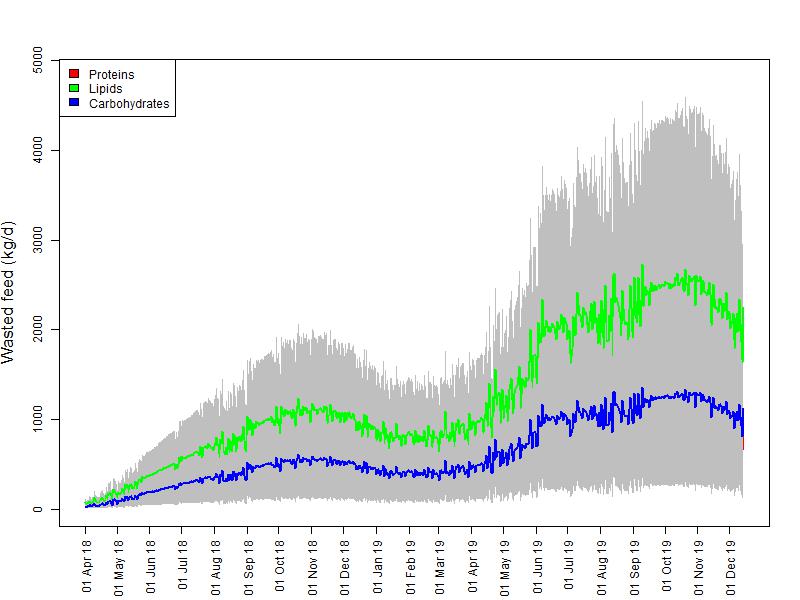 Wasted feed (kg/d)
5000
4000
3000
2000
1000
0
Proteins
Lipids
Carbohydrates
01 Apr 18
01 May 18
01 Jun 18
01 Jul 18
01 Aug 18
01 Sep 18
01 Oct 18
01 Nov 18
01 Dec 18
01 Jan 19
01 Feb 19
01 Mar 19
01 Apr 19
01 May 19
01 Jun 19
01 Jul 19
01 Aug 19
01 Sep 19
01 Oct 19
01 Nov 19
01 Dec 19